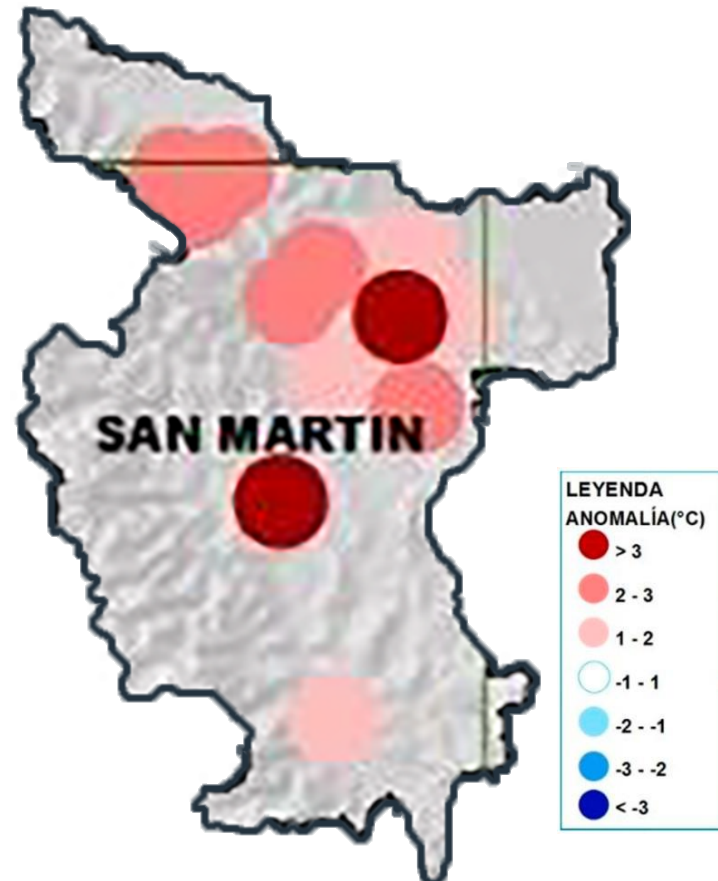 SAN MARTIN
LEYENDA
ANOMALÍA(°C)
> 3
2 - 3
1 - 2
-1 - 1
-2 - -1
-3 - -2
< -3